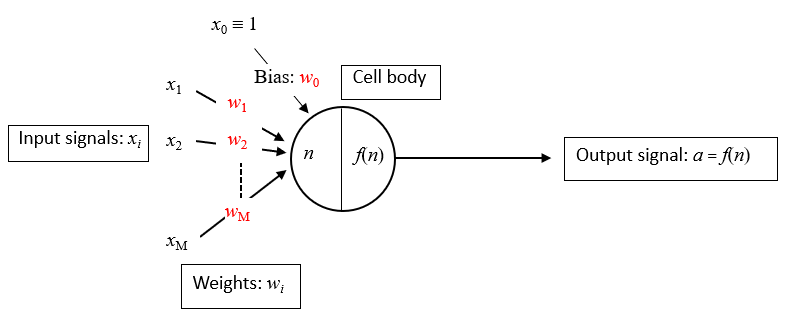 x₀ ≡ 1
Bias: w₀
Cell body
x₁
w₁
Input signals: xᵢ
x₂
w₂
n
f(n)
Output signal: a = f(n)
w_M
x_M
Weights: wᵢ